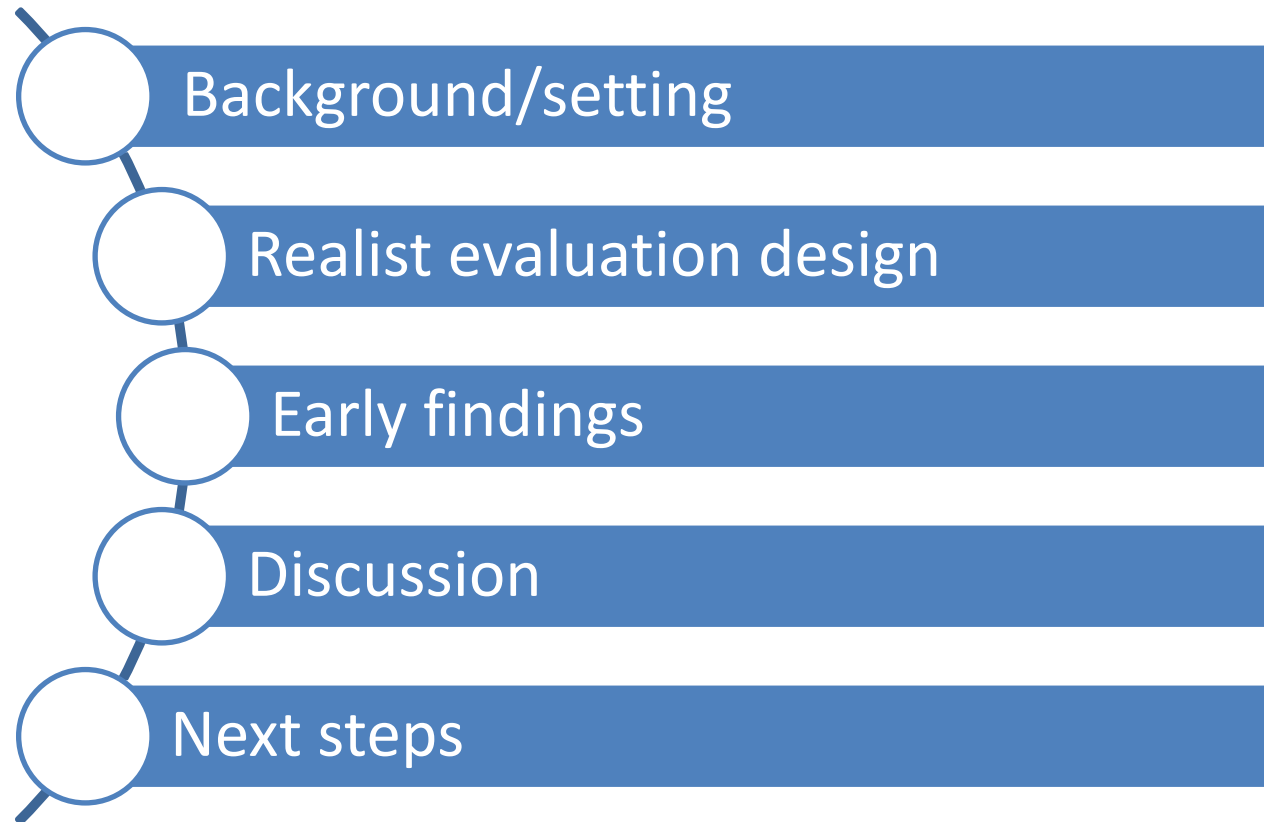 Background/setting
Realist evaluation design
Early findings
Discussion
Next steps